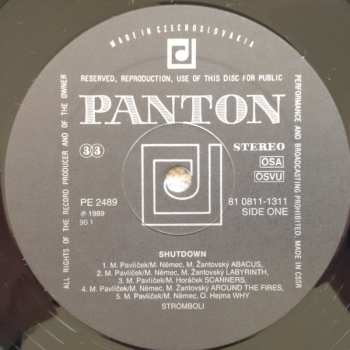 MADE IN CZECHOSLOVAKIA
RESERVED, REPRODUCTION, USE OF THIS DISC FOR PUBLIC
PERFORMANCE AND BROADCASTING PROHIBITED. MADE IN CSR
ALL RIGHTS OF THE RECORD PRODUCER AND OF THE OWNER
PANTON
33
STEREO
OSA
OSVU
PE 2489
℗ 1989
SG 1
81 0811-1311
SIDE ONE
SHUTDOWN
1. M. Pavlíček/M. Němec, M. Žantovský ABACUS,
2. M. Pavlíček/M. Němec, M. Žantovský LABYRINTH,
3. M. Pavlíček/M. Horáček SCANNERS,
4. M. Pavlíček/M. Němec, M. Žantovský AROUND THE FIRES,
5. M. Pavlíček/M. Němec, O. Hejma WHY
STROMBOLI